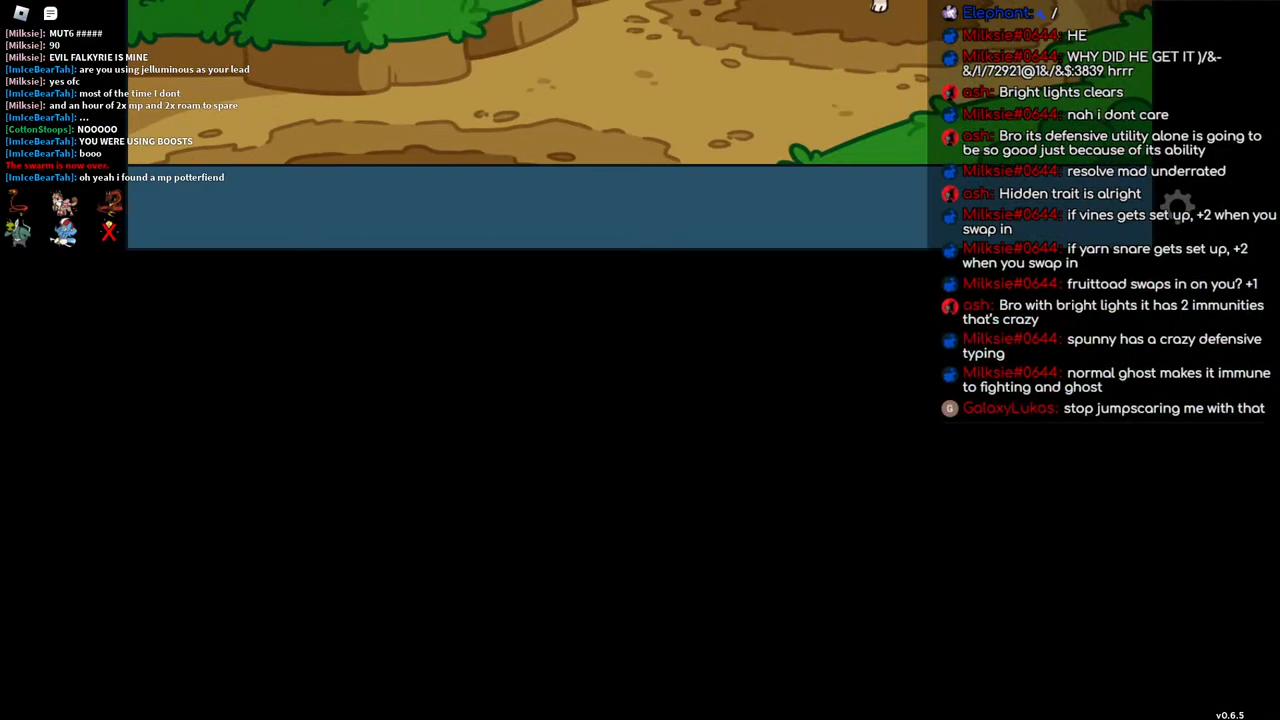 [Milksie]: MUT6 #####
[Milksie]: 90
[Milksie]: EVIL FALKYRIE IS MINE
[ImIceBearTah]: are you using jelluminous as your lead
[Milksie]: yes ofc
[ImIceBearTah]: most of the time I dont
[Milksie]: and an hour of 2x mp and 2x roam to spare
[ImIceBearTah]: ...
[CottonStoops]: NOOOOO
[ImIceBearTah]: YOU WERE USING BOOSTS
[ImIceBearTah]: booo
The swarm is now over.
[ImIceBearTah]: oh yeah i found a mp potterfiend
Elephant: /
Milksie#0644: HE
Milksie#0644: WHY DID HE GET IT )/&-
&/!/72921@1&/&$:3839 hrrr
ash: Bright lights clears
Milksie#0644: nah i dont care
ash: Bro its defensive utility alone is going to
be so good just because of its ability
Milksie#0644: resolve mad underrated
ash: Hidden trait is alright
Milksie#0644: if vines gets set up, +2 when you
swap in
Milksie#0644: if yarn snare gets set up, +2
when you swap in
Milksie#0644: fruittoad swaps in on you? +1
ash: Bro with bright lights it has 2 immunities
that's crazy
Milksie#0644: spunny has a crazy defensive
typing
Milksie#0644: normal ghost makes it immune
to fighting and ghost
G GalaxyLukas: stop jumpscaring me with that
v0.6.5